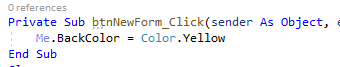 0 references
Private Sub btnNewForm_Click(sender As Object, e
Me.BackColor = Color.Yellow
End Sub